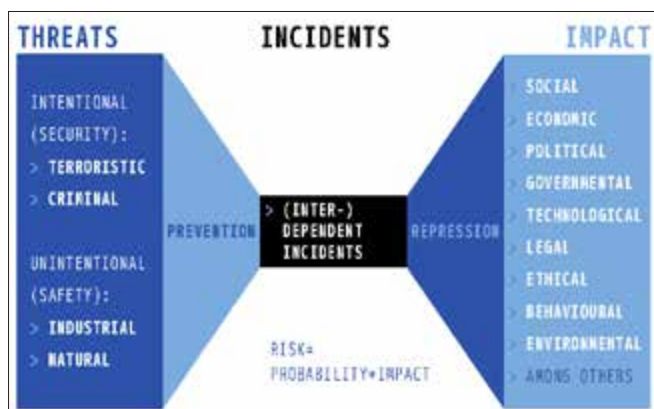 THREATS
INCIDENTS
IMPACT
INTENTIONAL
(SECURITY):
> TERRORISTIC
> CRIMINAL
UNINTENTIONAL
(SAFETY):
> INDUSTRIAL
> NATURAL
PREVENTION
> (INTER-)
DEPENDENT
INCIDENTS
REPRESSION
RISK=
PROBABILITY*IMPACT
> SOCIAL
> ECONOMIC
> POLITICAL
> GOVERNMENTAL
> TECHNOLOGICAL
> LEGAL
> ETHICAL
> BEHAVIOURAL
> ENVIRONMENTAL
> AMONG OTHERS